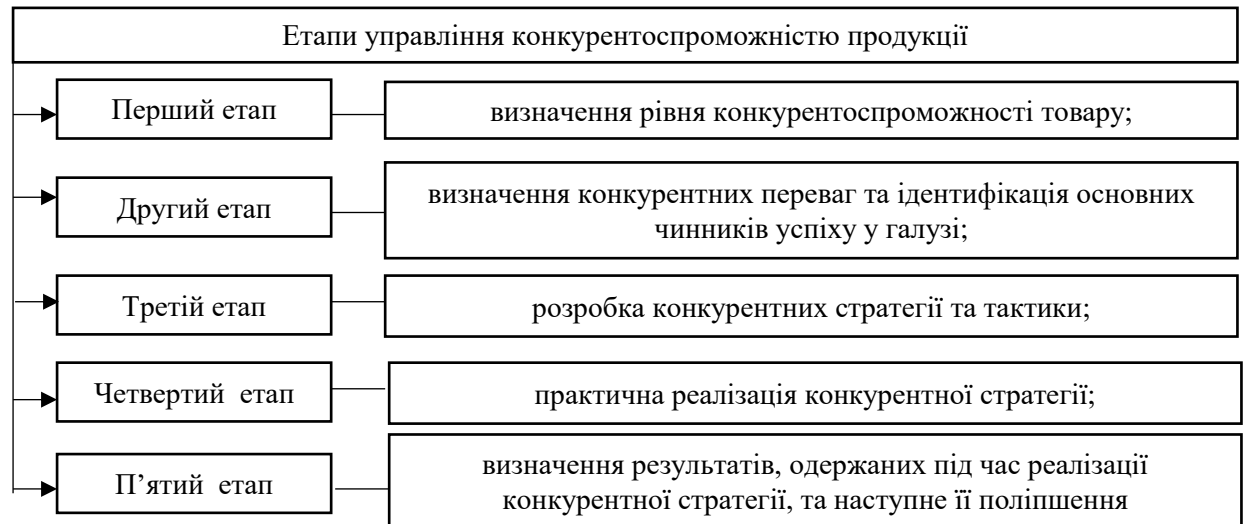 Етапи управління конкурентоспроможністю продукції
Перший етап
визначення рівня конкурентоспроможності товару;
Другий етап
визначення конкурентних переваг та ідентифікація основних
чинників успіху у галузі;
Третій етап
розробка конкурентних стратегії та тактики;
Четвертий етап
практична реалізація конкурентної стратегії;
П’ятий етап
визначення результатів, одержаних під час реалізації
конкурентної стратегії, та наступне її поліпшення